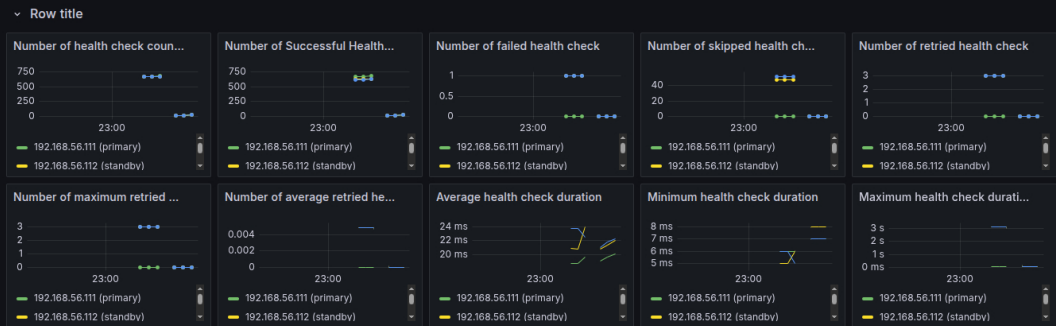 Row title
Number of health check coun...
750
500
250
0
23:00
192.168.56.111 (primary)
192.168.56.112 (standby)
Number of Successful Health...
750
500
250
0
23:00
192.168.56.111 (primary)
192.168.56.112 (standby)
Number of failed health check
1
0.5
0
23:00
192.168.56.111 (primary)
192.168.56.112 (standby)
Number of skipped health ch...
40
20
0
23:00
192.168.56.111 (primary)
192.168.56.112 (standby)
Number of retried health check
3
2
1
0
23:00
192.168.56.111 (primary)
192.168.56.112 (standby)
Number of maximum retried ...
3
2
1
0
23:00
192.168.56.111 (primary)
192.168.56.112 (standby)
Number of average retried he...
0.004
0.002
0
23:00
192.168.56.111 (primary)
192.168.56.112 (standby)
Average health check duration
24 ms
22 ms
20 ms
23:00
192.168.56.111 (primary)
192.168.56.112 (standby)
Minimum health check duration
8 ms
7 ms
6 ms
5 ms
23:00
192.168.56.111 (primary)
192.168.56.112 (standby)
Maximum health check durati...
3 s
2 s
1 s
0 ms
23:00
192.168.56.111 (primary)
192.168.56.112 (standby)